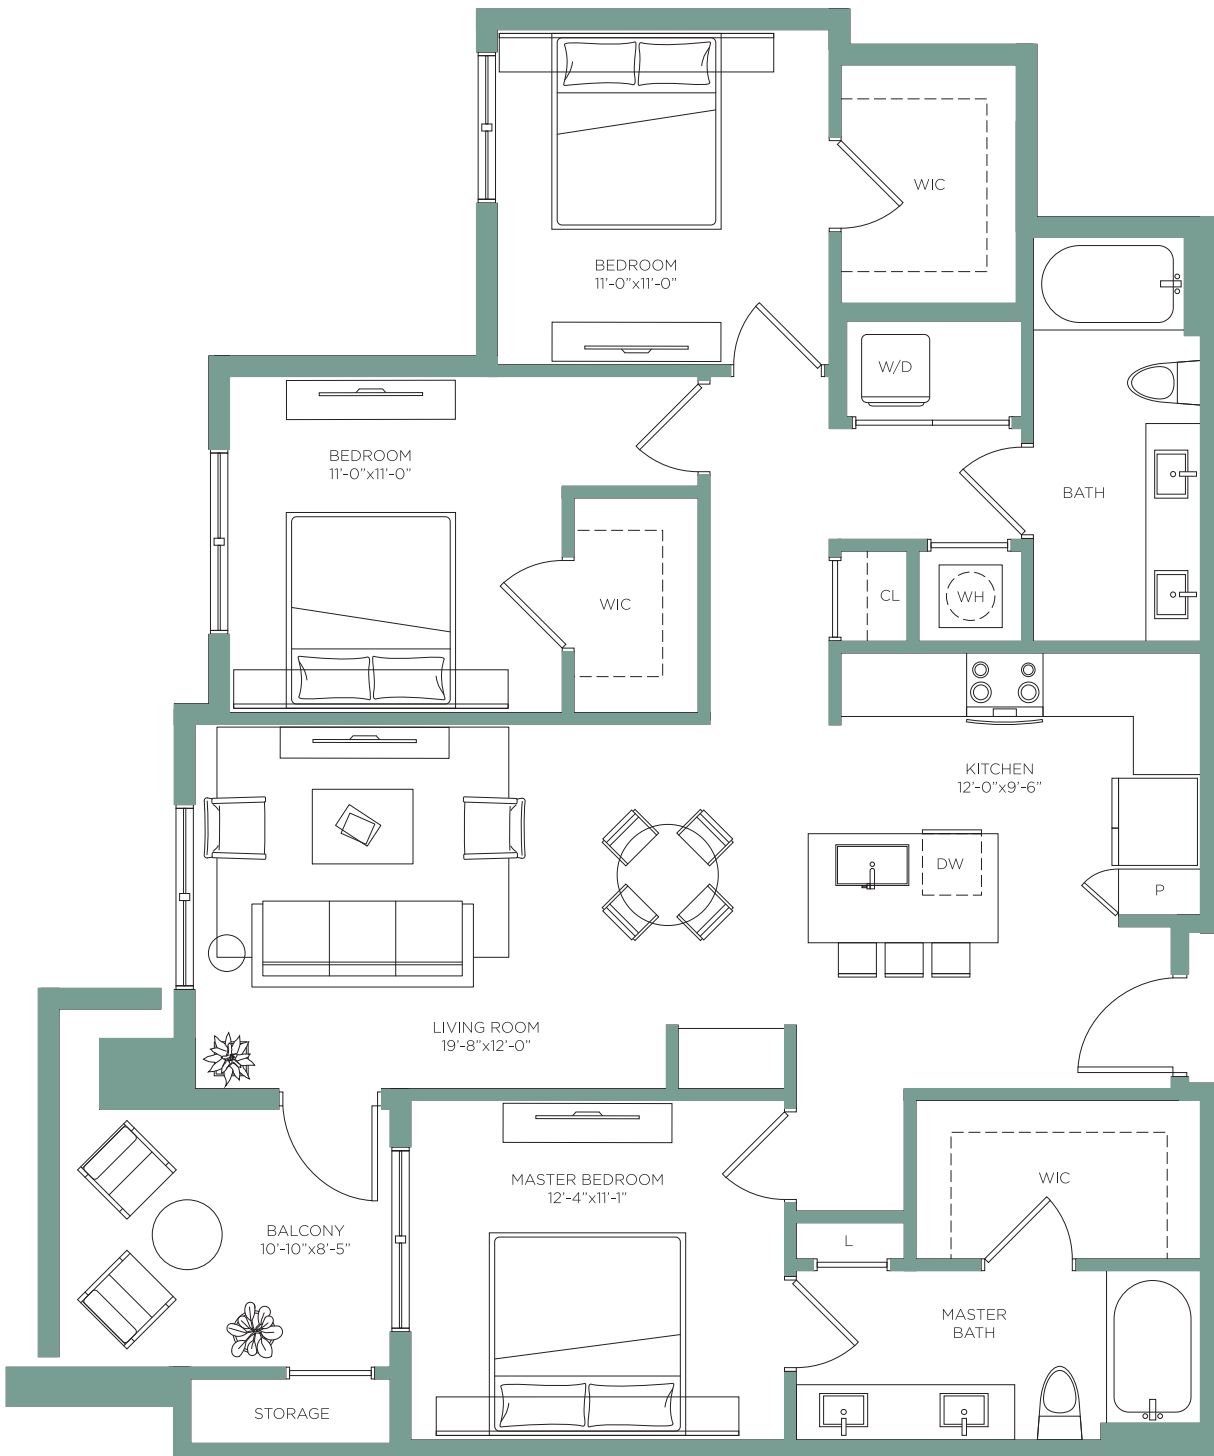 WIC
BEDROOM
11'-0"x11'-0"
W/D
BEDROOM
11'-0"x11'-0"
BATH
WIC
CL
WH
KITCHEN
12'-0"x9'-6"
DW
P
LIVING ROOM
19'-8"x12'-0"
MASTER BEDROOM
12'-4"x11'-1"
WIC
BALCONY
10'-10"x8'-5"
L
MASTER
BATH
STORAGE